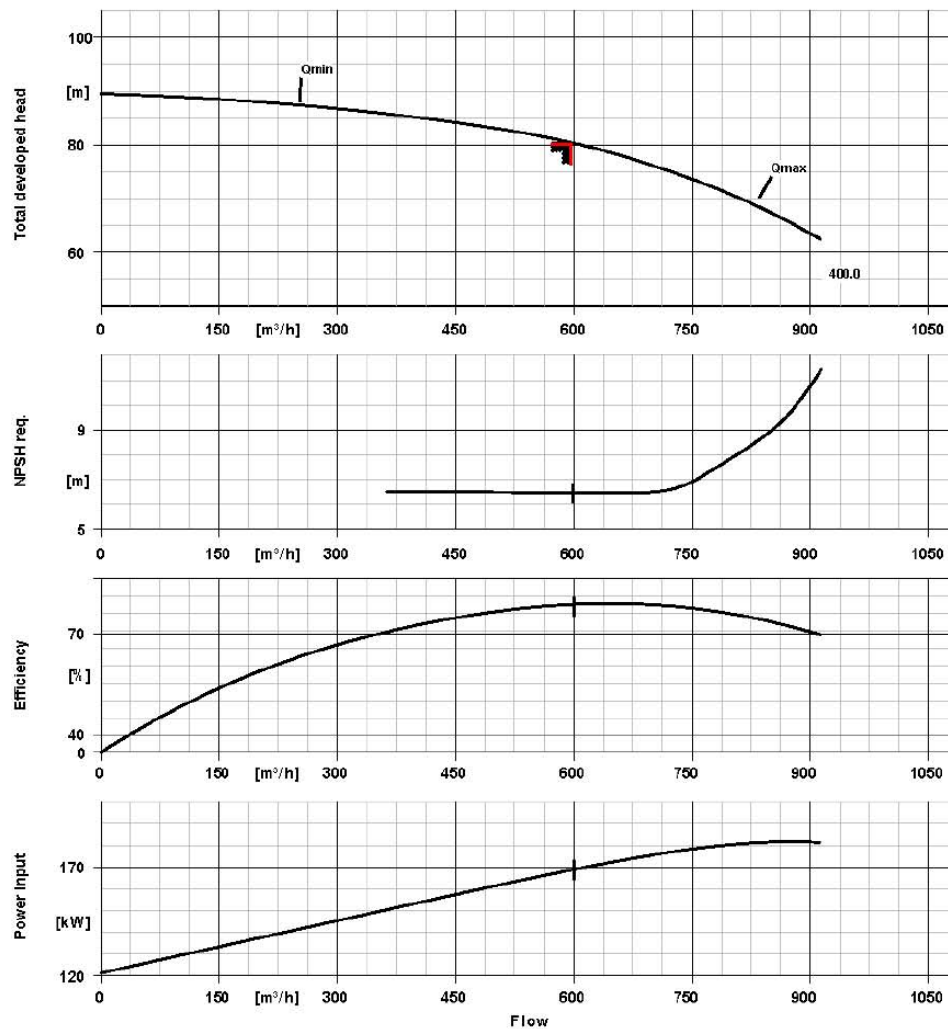 100
Qmin
[m]
Total developed head
80
Qmax
60
400.0
0 150 [m³/h] 300 450 600 750 900 1050
NPSH req.
9
[m]
5
0 150 [m³/h] 300 450 600 750 900 1050
Efficiency
70
[%]
40
0
0 150 [m³/h] 300 450 600 750 900 1050
Power Input
170
[kW]
120
0 150 [m³/h] 300 450 600 750 900 1050
Flow